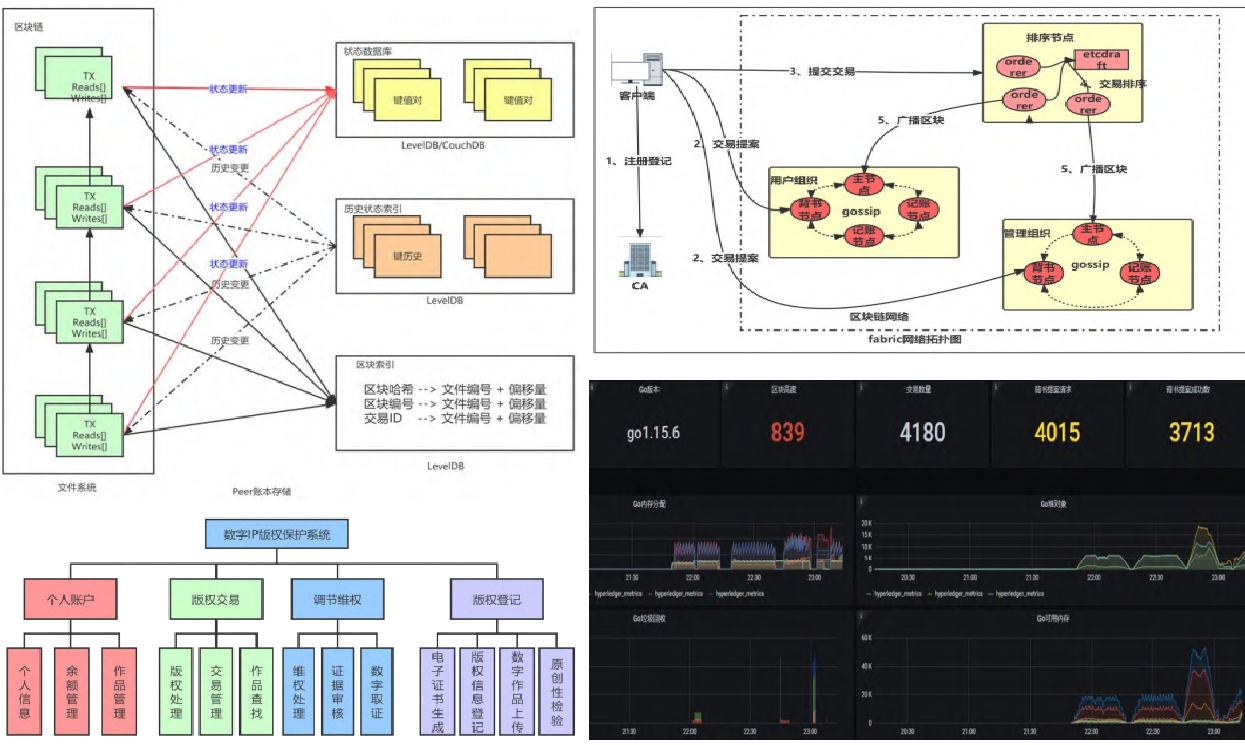 区块链
TX
Reads[]
Writes[]
TX
Reads[]
Writes[]
TX
Reads[]
Writes[]
TX
Reads[]
Writes[]
文件系统
状态更新
状态更新
历史变更
状态更新
状态更新
历史变更
历史变更
状态数据库
键值对
键值对
LevelDB/CouchDB
历史状态索引
键历史
LevelDB
区块索引
区块哈希 --> 文件编号 + 偏移量
区块编号 --> 文件编号 + 偏移量
交易ID --> 文件编号 + 偏移量
LevelDB
Peer账本存储
客户端
1、注册登记
CA
2、交易提案
2、交易提案
3、提交交易
排序节点
orde
rer
etcdra
ft
4、交易排序
orde
rer
orde
rer
5、广播区块
5、广播区块
用户组织
主节
点
背书
节点
gossip
记账
节点
记账
节点
管理组织
主节
点
背书
节点
gossip
记账
节点
区块链网络
fabric网络拓扑图
数字IP版权保护系统
个人账户
版权交易
调节维权
版权登记
个人信息
余额管理
作品管理
版权处理
交易管理
作品查找
维权处理
证据审核
数字取证
电子证书生成
版权信息登记
数字作品上传
原创性检验
Go版本
go1.15.6
区块高度
839
交易数量
4180
背书提案请求
4015
背书提案成功数
3713
Go内存分配
21:30
22:00
22:30
23:00
hyperledger_metrics
hyperledger_metrics
hyperledger_metrics
Go堆对象
20 K
15 K
10 K
5 K
0
20:30
21:00
21:30
22:00
22:30
23:00
hyperledger_metrics
hyperledger_metrics
hyperledger_metrics
Go垃圾回收
21:30
22:00
22:30
23:00
Go可用内存
60 K
40 K
20 K
0
21:30
22:00
22:30
23:00